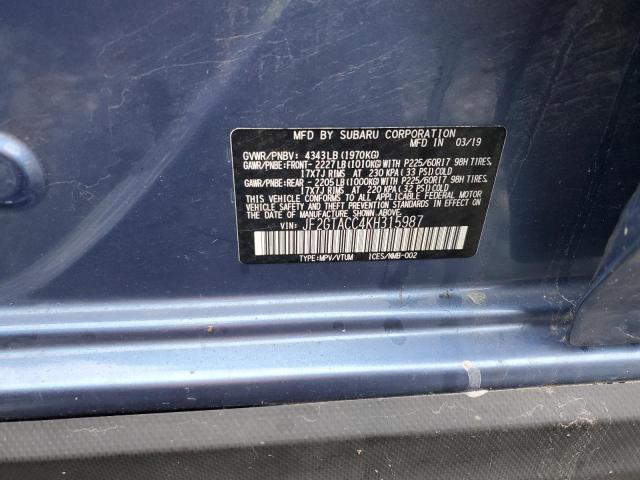 MFD BY SUBARU CORPORATION
MFD IN 03/19
GVWR/PNBV: 4343LB(1970KG)
GAWR/PNBE:FRONT- 2227LB(1010KG)WITH P225/60R17 98H TIRES,
17X7J RIMS AT 230 KPA(33 PSI)COLD
GAWR/PNBE:REAR - 2205LB(1000KG)WITH P225/60R17 98H TIRES,
17X7J RIMS AT 220 KPA(32 PSI)COLD
THIS VEHICLE CONFORMS TO ALL APPLICABLE FEDERAL MOTOR
VEHICLE SAFETY AND THEFT PREVENTION STANDARDS IN EFFECT ON
THE DATE OF MANUFACTURE SHOWN ABOVE.
VIN: JF2GTACC4KH315987
TYPE:MPV/VTUM ICES/NMB-002